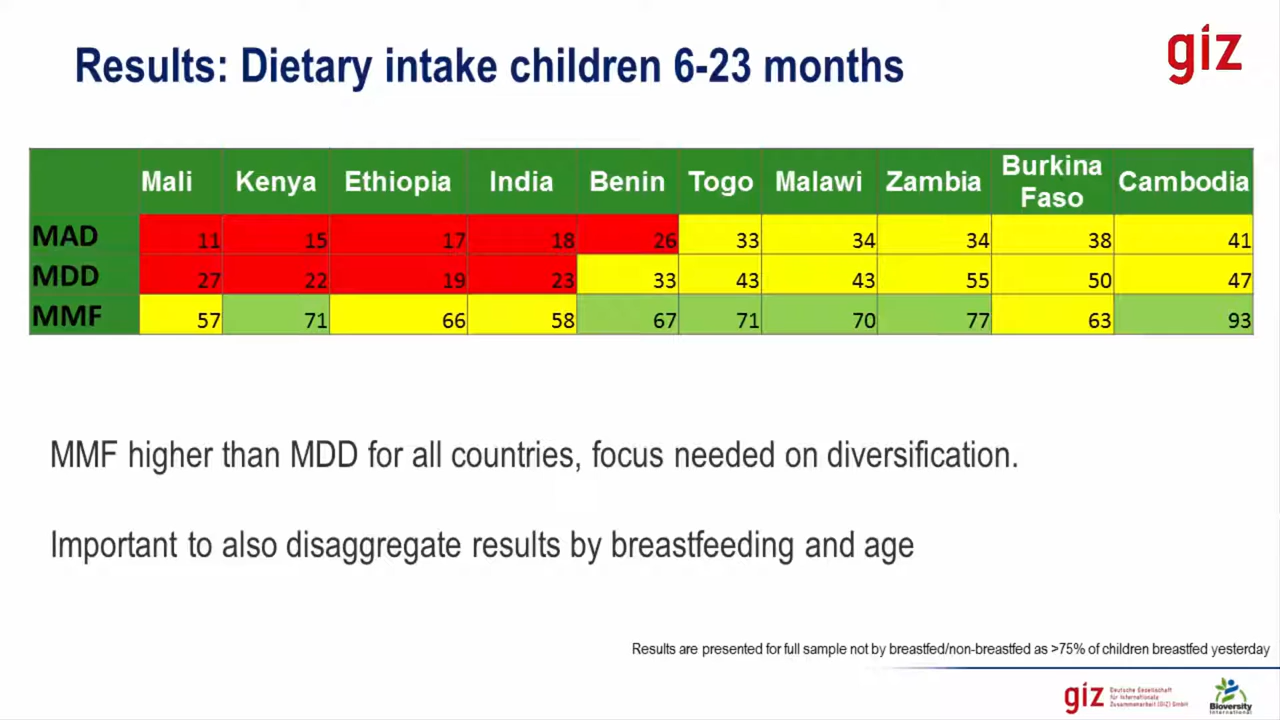 Results: Dietary intake children 6-23 months
giz
Mali Kenya Ethiopia India Benin Togo Malawi Zambia Burkina Faso Cambodia
MAD 11 15 17 18 26 33 34 34 38 41
MDD 27 22 19 23 33 43 43 55 50 47
MMF 57 71 66 58 67 71 70 77 63 93
MMF higher than MDD for all countries, focus needed on diversification.
Important to also disaggregate results by breastfeeding and age
Results are presented for full sample not by breastfed/non-breastfed as >75% of children breastfed yesterday
giz
Deutsche Gesellschaft
für Internationale
Zusammenarbeit (GIZ) GmbH
Bioversity
International